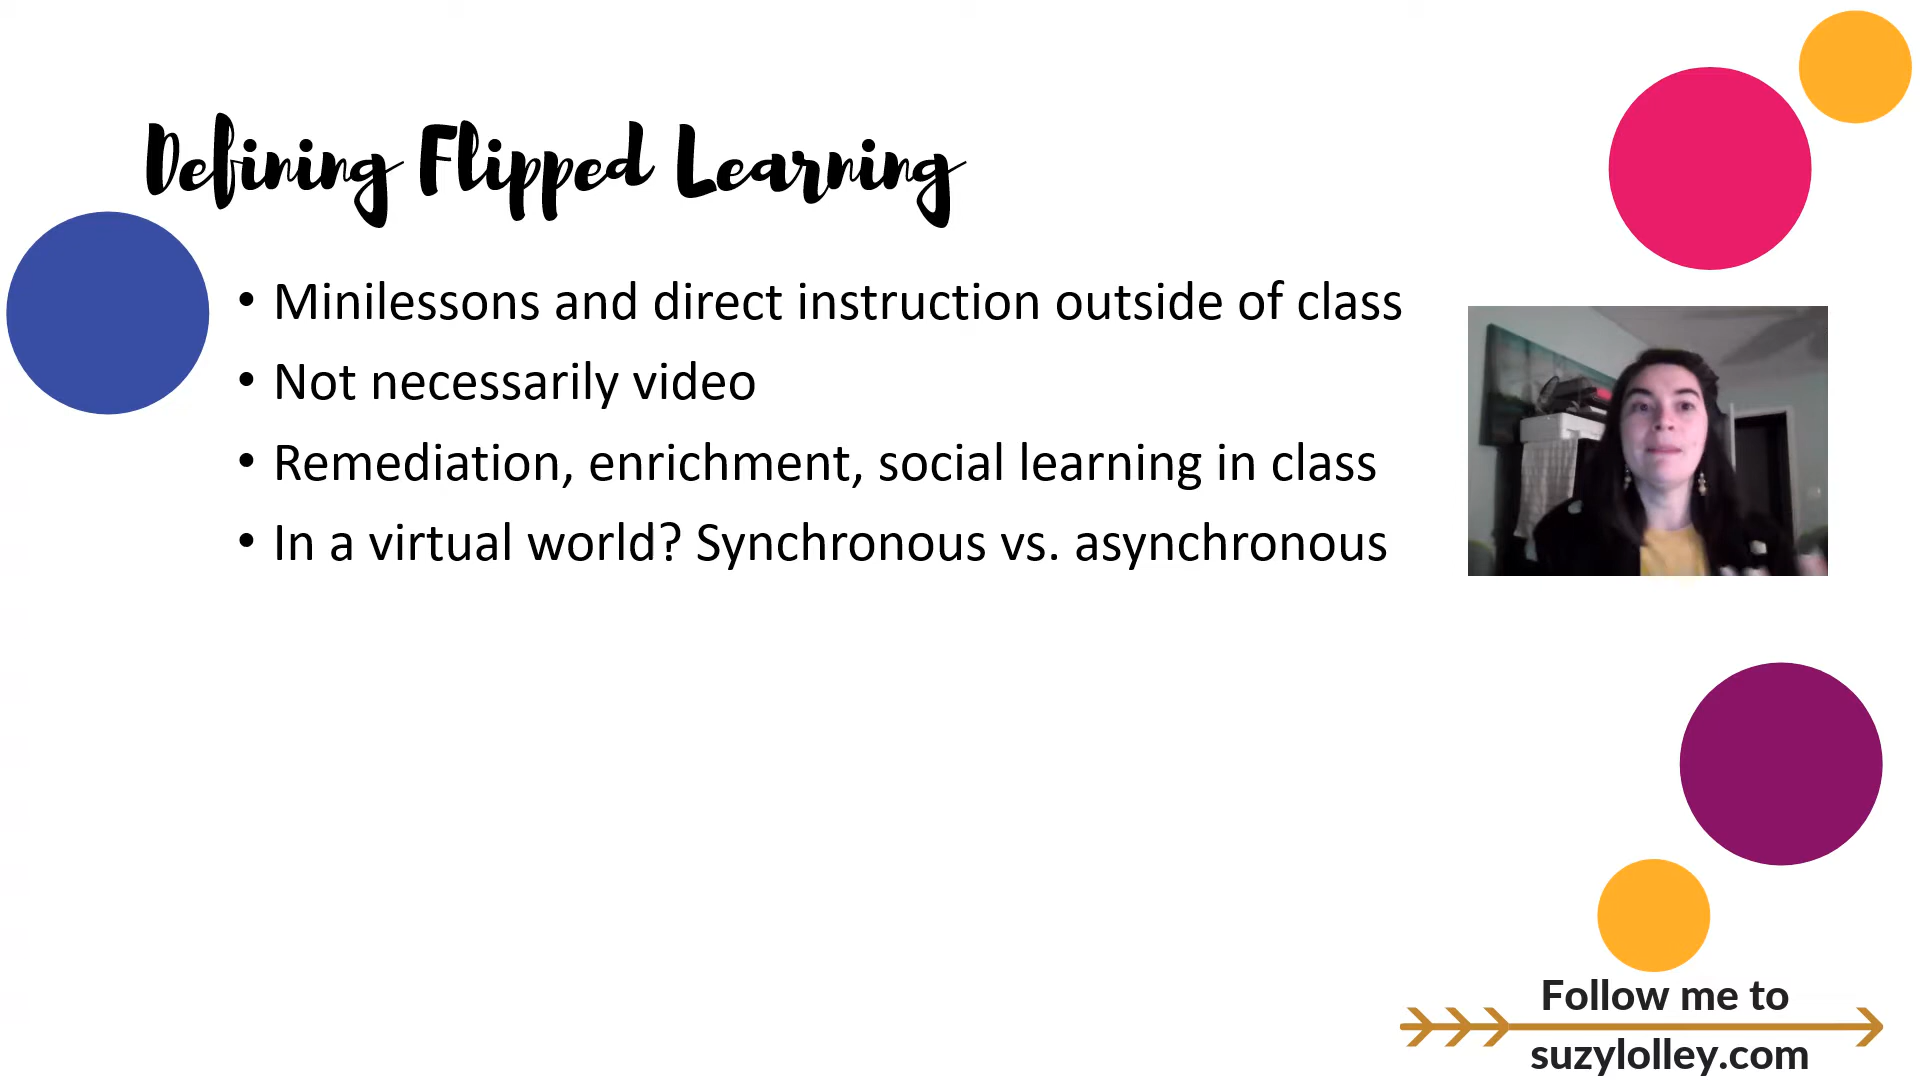 Defining Flipped Learning
• Minilessons and direct instruction outside of class
• Not necessarily video
• Remediation, enrichment, social learning in class
• In a virtual world? Synchronous vs. asynchronous
Follow me to
suzylolley.com